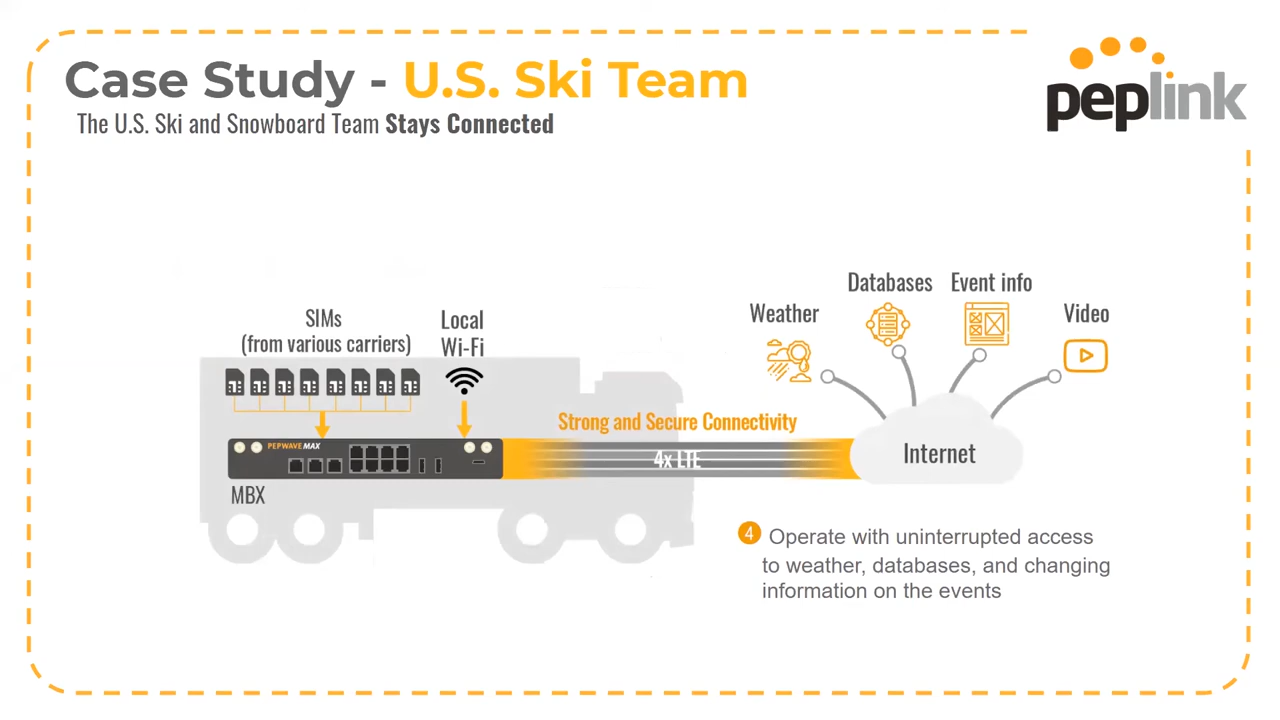 Case Study - U.S. Ski Team
The U.S. Ski and Snowboard Team Stays Connected
peplink
SIMs
(from various carriers)
Local
Wi-Fi
PEPWAVE MAX
MBX
Strong and Secure Connectivity
4x LTE
Weather
Databases
Event info
Video
Internet
4 Operate with uninterrupted access
to weather, databases, and changing
information on the events